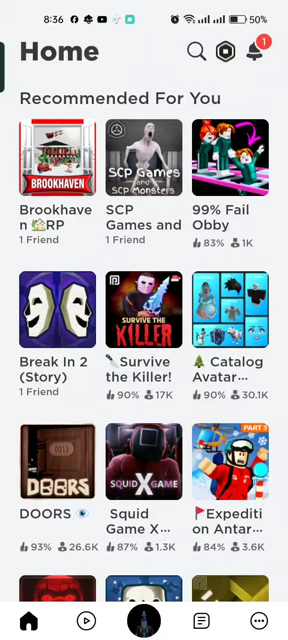 8:36
50%
Home
1
Recommended For You
BROOKHAVEN
SCP GAMES
and
SCP MONSTERS
Brookhave
n 🏡RP
1 Friend
SCP
Games and
1 Friend
99% Fail
Obby
83% 1K
SURVIVE THE
KILLER!
Break In 2
(Story)
1 Friend
🔪Survive
the Killer!
90% 17K
🌲 Catalog
Avatar...
90% 30.1K
DOORS
SQUID X GAME
PART 3
DOORS 👁️
93% 26.6K
Squid
Game X...
87% 1.3K
🚩Expediti
on Antar...
84% 3.6K